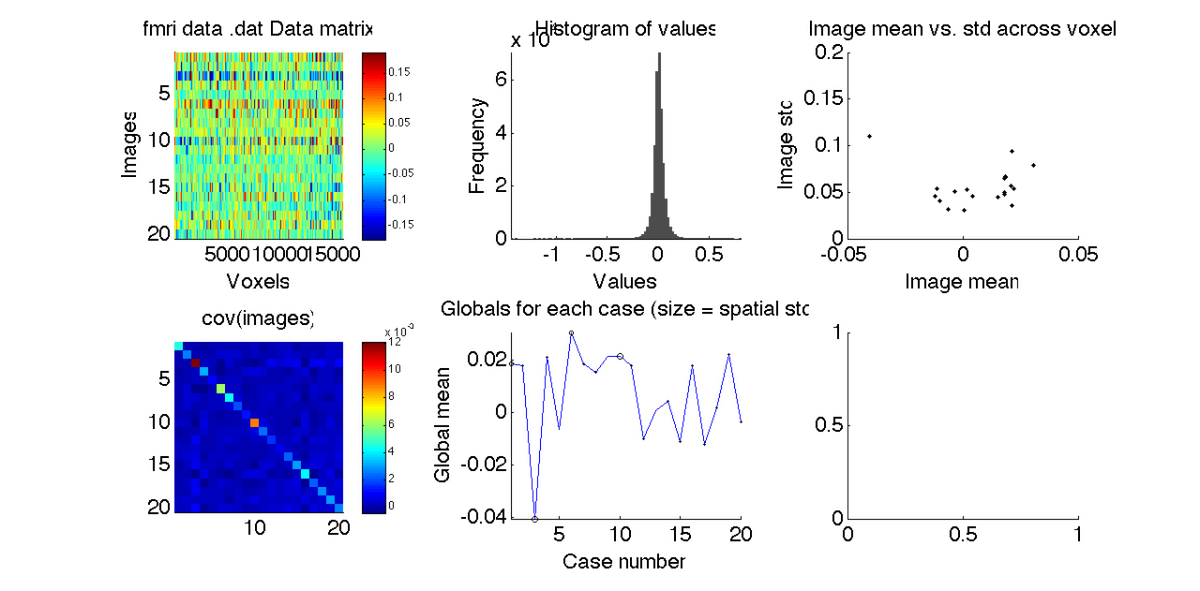 fmri data .dat Data matrix
Images
5
10
15
20
5000 10000 15000
Voxels
0.15
0.1
0.05
0
-0.05
-0.1
-0.15
Histogram of values
x 10
Frequency
6
4
2
0
-1 -0.5 0 0.5
Values
Image mean vs. std across voxel
Image std
0.2
0.15
0.1
0.05
0
-0.05 0 0.05
Image mean
cov(images)
5
10
15
20
10 20
x 10⁻³
12
10
8
6
4
2
0
Globals for each case (size = spatial std
Global mean
0.02
0
-0.02
-0.04
5 10 15 20
Case number
1
0.5
0
0 0.5 1